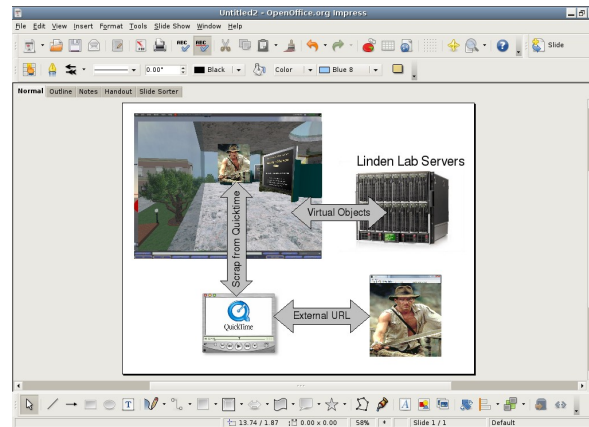 Untitled2 - OpenOffice.org Impress
File Edit View Insert Format Tools Slide Show Window Help
Slide
0.00" Black Color Blue 8
Normal Outline Notes Handout Slide Sorter
Linden Lab Servers
Virtual Objects
Scrap from Quicktime
QuickTime
External URL
13.74 / 1.87 0.00 x 0.00 58% * Slide 1 / 1 Default